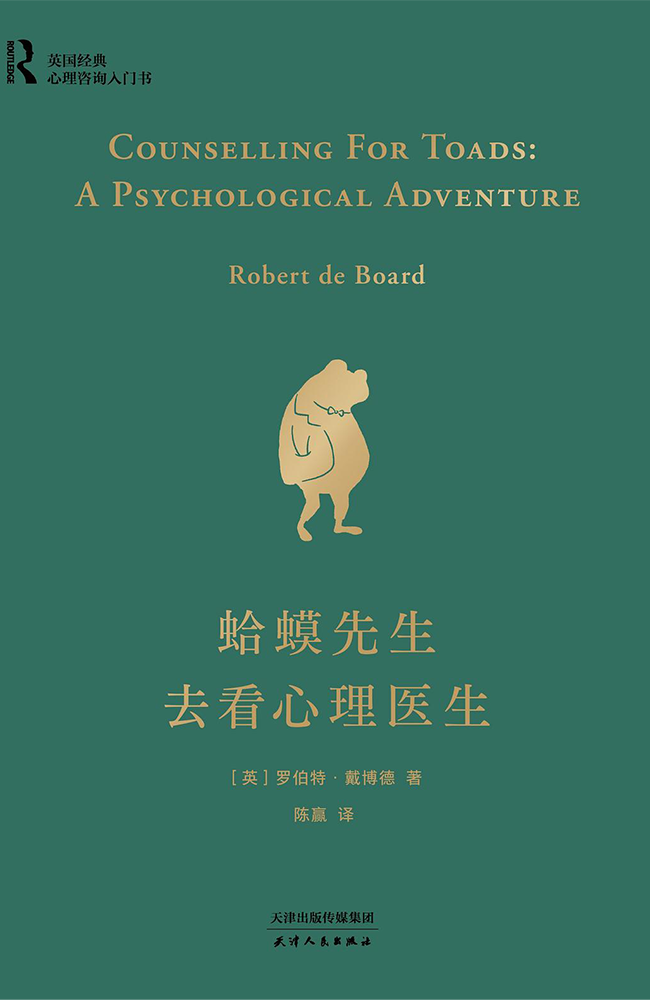 ROUTLEDGE
英国经典
心理咨询入门书
COUNSELLING FOR TOADS:
A PSYCHOLOGICAL ADVENTURE
Robert de Board
蛤蟆先生
去看心理医生
[英]罗伯特·戴博德 著
陈赢 译
天津出版传媒集团
天津人民出版社